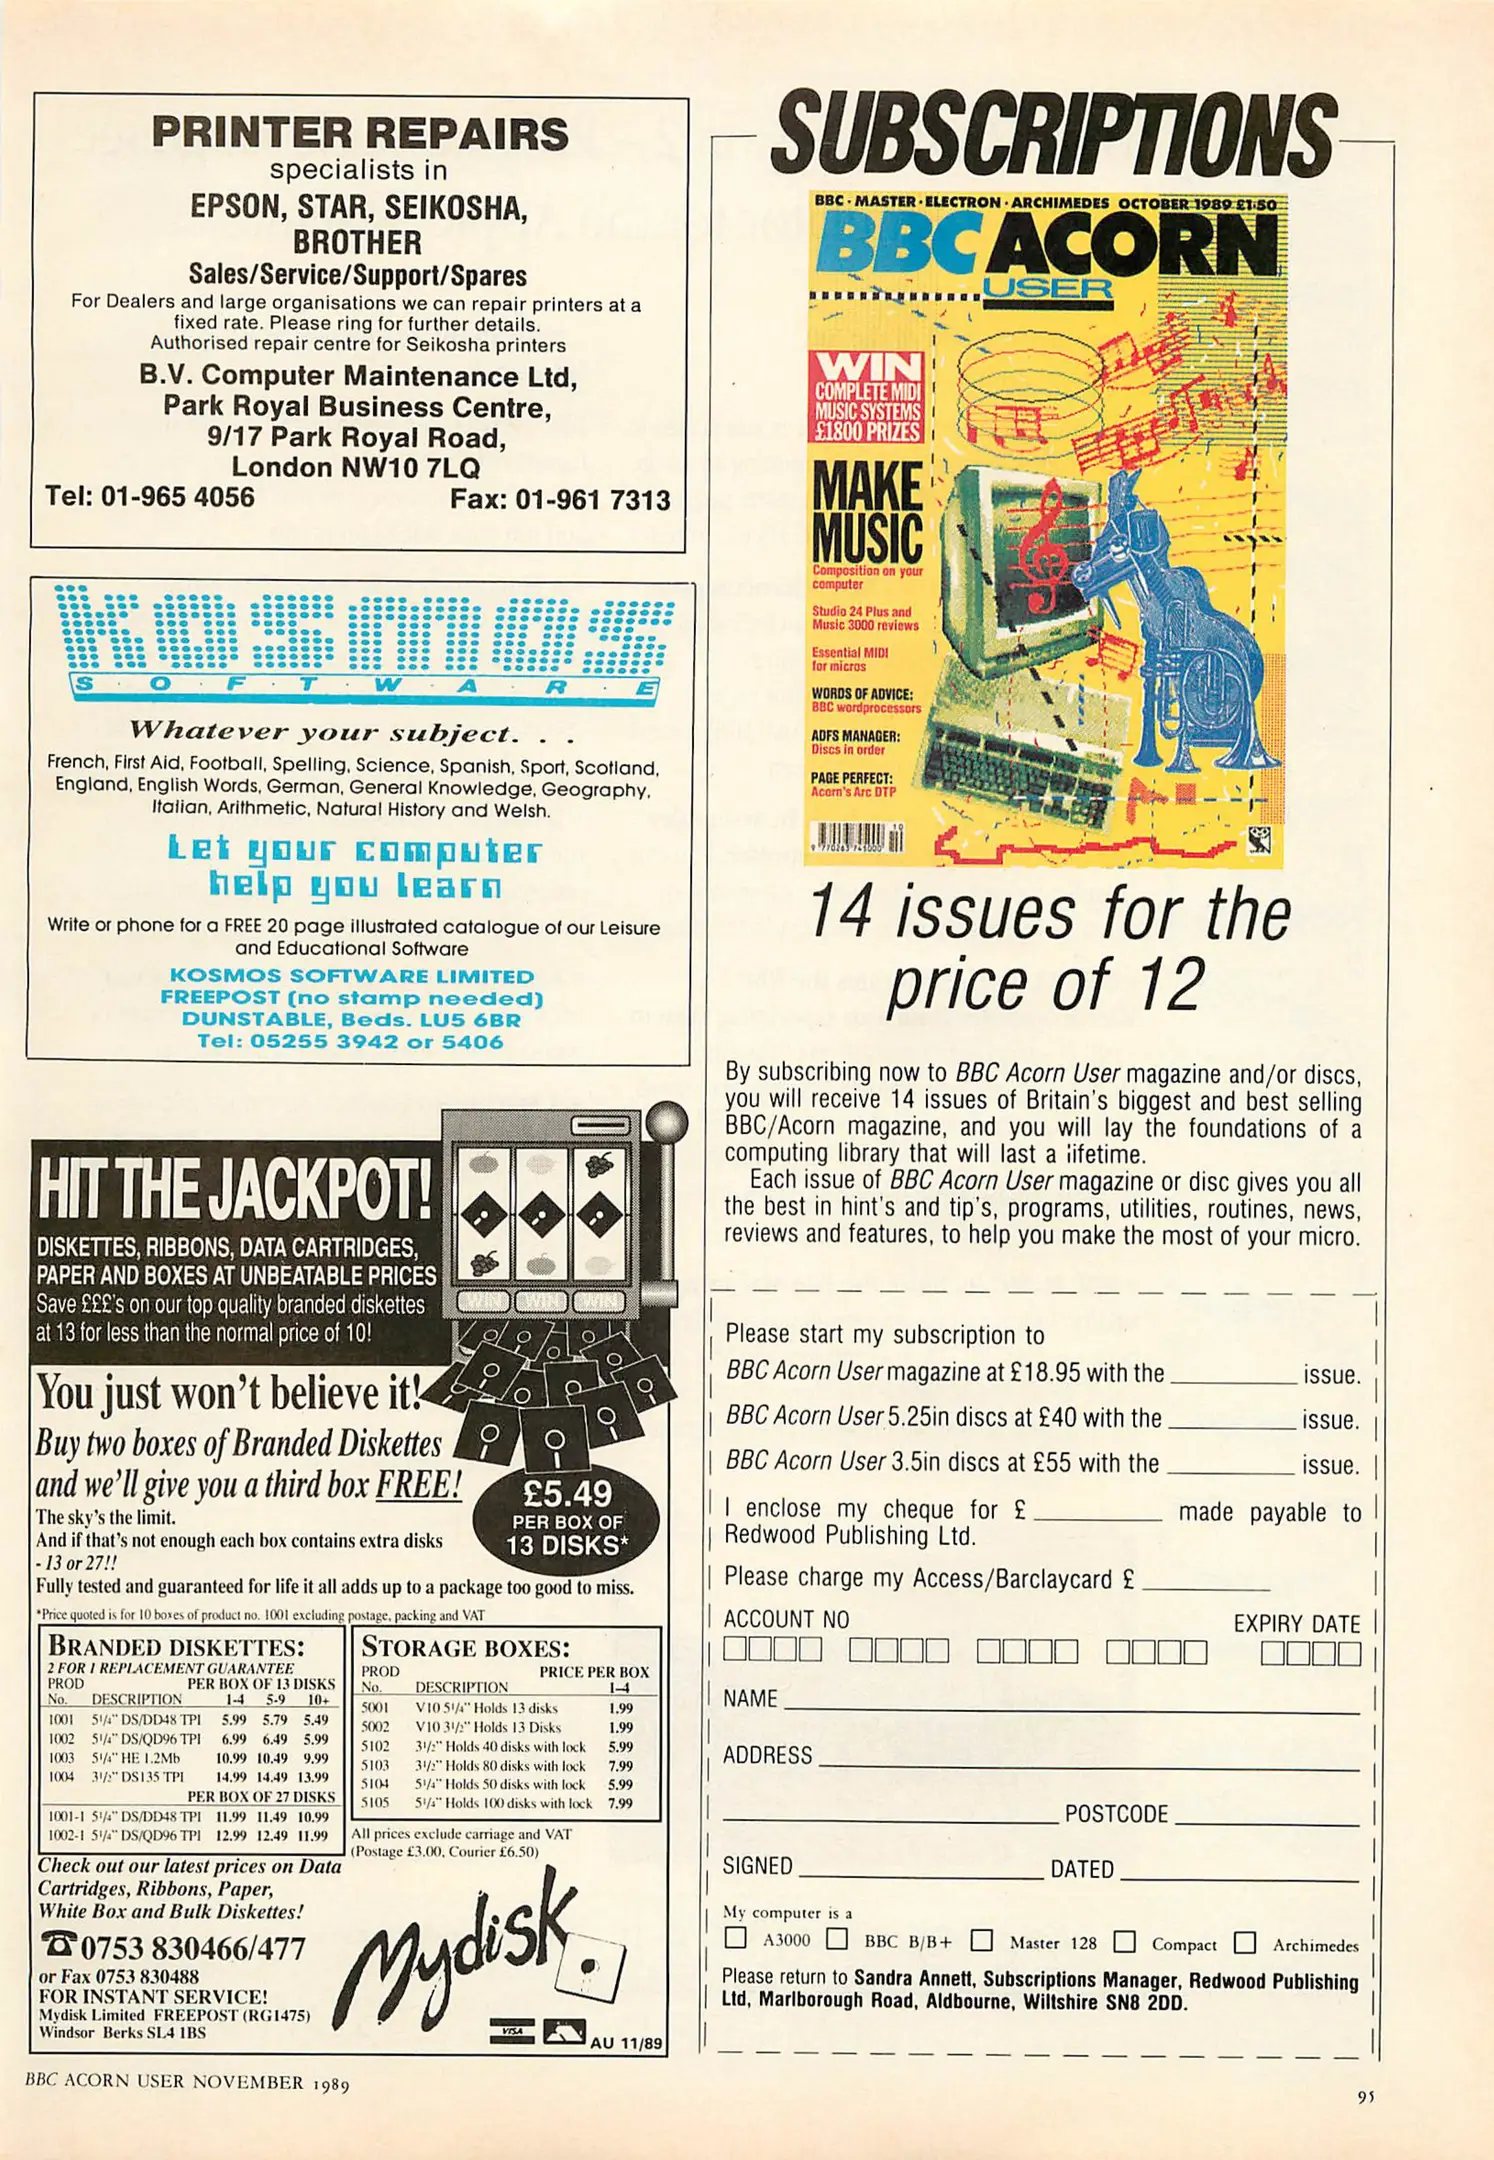 PRINTER REPAIRS
specialists in
EPSON, STAR, SEIKOSHA,
BROTHER
Sales/Service/Support/Spares
For Dealers and large organisations we can repair printers at a
fixed rate. Please ring for further details.
Authorised repair centre for Seikosha printers
B.V. Computer Maintenance Ltd,
Park Royal Business Centre,
9/17 Park Royal Road,
London NW10 7LQ
Tel: 01-965 4056 Fax: 01-961 7313
kosmos
S·O·F·T·W·A·R·E
Whatever your subject. . .
French, First Aid, Football, Spelling, Science, Spanish, Sport, Scotland,
England, English Words, German, General Knowledge, Geography,
Italian, Arithmetic, Natural History and Welsh.
Let your computer
help you learn
Write or phone for a FREE 20 page illustrated catalogue of our Leisure
and Educational Software
KOSMOS SOFTWARE LIMITED
FREEPOST (no stamp needed)
DUNSTABLE, Beds. LU5 6BR
Tel: 05255 3942 or 5406
HIT THE JACKPOT!
DISKETTES, RIBBONS, DATA CARTRIDGES,
PAPER AND BOXES AT UNBEATABLE PRICES
Save £££'s on our top quality branded diskettes
at 13 for less than the normal price of 10!
WIN WIN WIN
You just won't believe it!
Buy two boxes of Branded Diskettes
and we'll give you a third box FREE!
The sky's the limit.
And if that's not enough each box contains extra disks
- 13 or 27!!
Fully tested and guaranteed for life it all adds up to a package too good to miss.
£5.49
PER BOX OF
13 DISKS*
*Price quoted is for 10 boxes of product no. 1001 excluding postage, packing and VAT
BRANDED DISKETTES:
2 FOR 1 REPLACEMENT GUARANTEE
PROD PER BOX OF 13 DISKS
No. DESCRIPTION 1-4 5-9 10+
1001 5¼" DS/DD48 TPI 5.99 5.79 5.49
1002 5¼" DS/QD96 TPI 6.99 6.49 5.99
1003 5¼" HE 1.2Mb 10.99 10.49 9.99
1004 3½" DS135 TPI 14.99 14.49 13.99
PER BOX OF 27 DISKS
1001-1 5¼" DS/DD48 TPI 11.99 11.49 10.99
1002-1 5¼" DS/QD96 TPI 12.99 12.49 11.99
STORAGE BOXES:
PROD PRICE PER BOX
No. DESCRIPTION 1-4
5001 V10 5¼" Holds 13 disks 1.99
5002 V10 3½" Holds 13 Disks 1.99
5102 3½" Holds 40 disks with lock 5.99
5103 3½" Holds 80 disks with lock 7.99
5104 5¼" Holds 50 disks with lock 5.99
5105 5¼" Holds 100 disks with lock 7.99
All prices exclude carriage and VAT
(Postage £3.00, Courier £6.50)
Check out our latest prices on Data
Cartridges, Ribbons, Paper,
White Box and Bulk Diskettes!
☎0753 830466/477
or Fax 0753 830488
FOR INSTANT SERVICE!
Mydisk Limited FREEPOST (RG1475)
Windsor Berks SL4 1BS
Mydisk
VISA
AU 11/89
SUBSCRIPTIONS
BBC · MASTER · ELECTRON · ARCHIMEDES OCTOBER 1989 £1·50
BBC ACORN
USER
WIN
COMPLETE MIDI
MUSIC SYSTEMS
£1800 PRIZES
MAKE
MUSIC
Composition on your
computer
Studio 24 Plus and
Music 3000 reviews
Essential MIDI
for micros
WORDS OF ADVICE:
BBC wordprocessors
ADFS MANAGER:
Discs in order
PAGE PERFECT:
Acorn's Arc DTP
10
9 770263 745000
14 issues for the
price of 12
By subscribing now to BBC Acorn User magazine and/or discs,
you will receive 14 issues of Britain's biggest and best selling
BBC/Acorn magazine, and you will lay the foundations of a
computing library that will last a lifetime.
Each issue of BBC Acorn User magazine or disc gives you all
the best in hint's and tip's, programs, utilities, routines, news,
reviews and features, to help you make the most of your micro.
Please start my subscription to
BBC Acorn User magazine at £18.95 with the ________ issue.
BBC Acorn User 5.25in discs at £40 with the ________ issue.
BBC Acorn User 3.5in discs at £55 with the ________ issue.
I enclose my cheque for £ ________ made payable to
Redwood Publishing Ltd.
Please charge my Access/Barclaycard £ ________
ACCOUNT NO EXPIRY DATE
NAME
ADDRESS
POSTCODE
SIGNED DATED
My computer is a
□ A3000 □ BBC B/B+ □ Master 128 □ Compact □ Archimedes
Please return to Sandra Annett, Subscriptions Manager, Redwood Publishing
Ltd, Marlborough Road, Aldbourne, Wiltshire SN8 2DD.
BBC ACORN USER NOVEMBER 1989
95